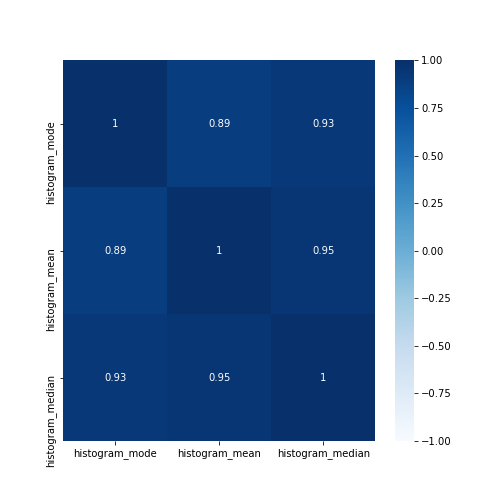 histogram_mode 1 0.89 0.93
histogram_mean 0.89 1 0.95
histogram_median 0.93 0.95 1
histogram_mode histogram_mean histogram_median
1.00
0.75
0.50
0.25
0.00
−0.25
−0.50
−0.75
−1.00